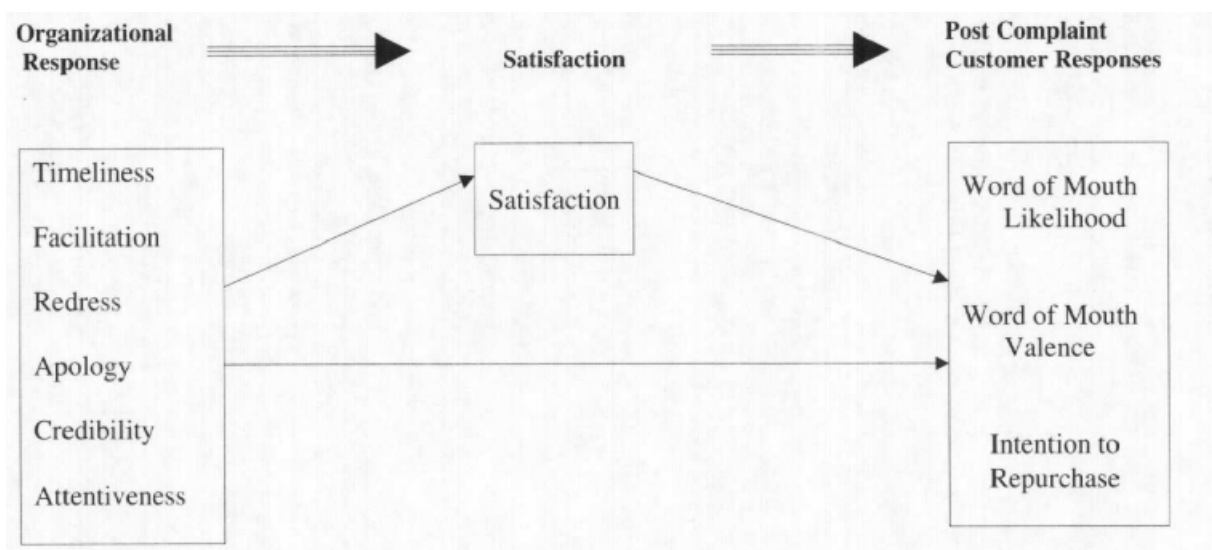 Organizational
Response
Satisfaction
Post Complaint
Customer Responses
Timeliness
Facilitation
Redress
Apology
Credibility
Attentiveness
Satisfaction
Word of Mouth
Likelihood
Word of Mouth
Valence
Intention to
Repurchase